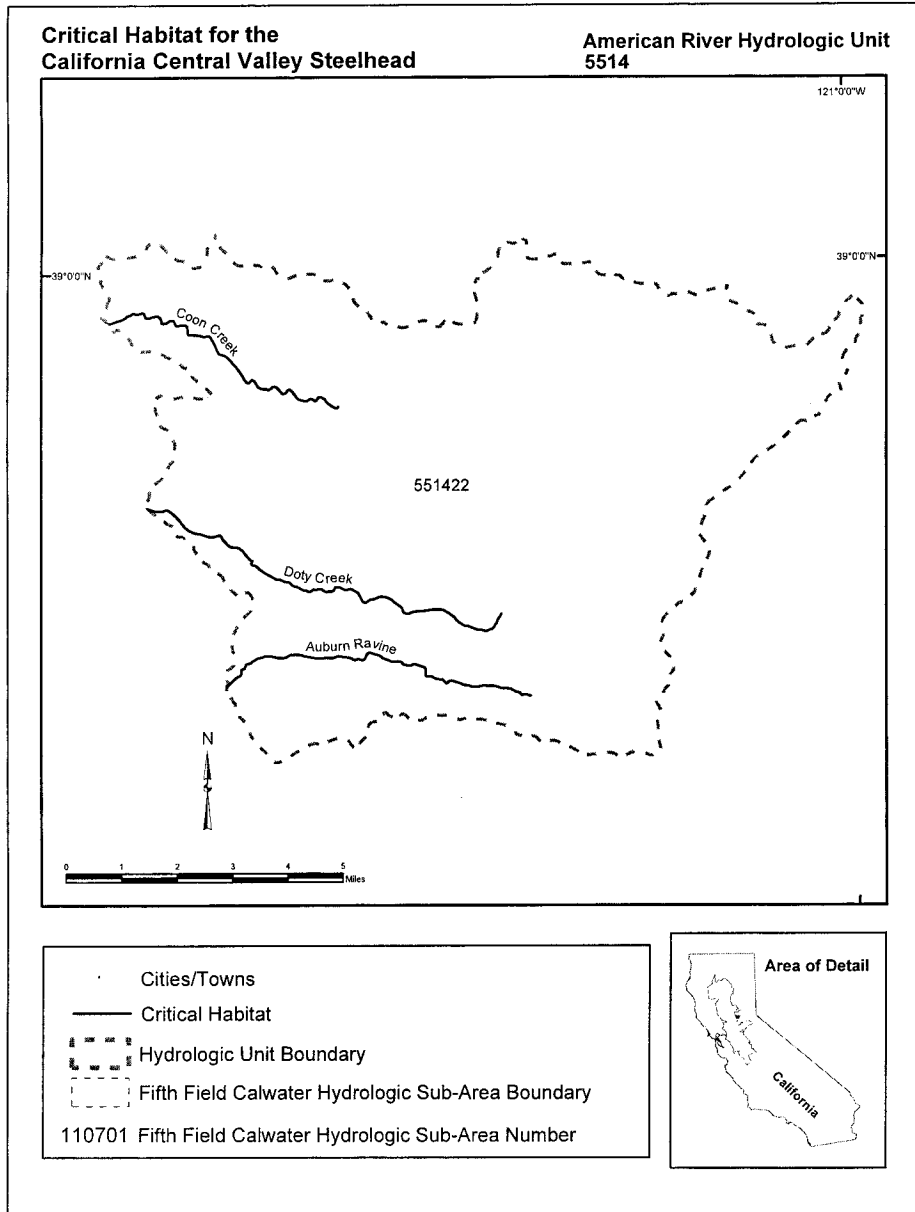 Critical Habitat for the
California Central Valley Steelhead
American River Hydrologic Unit
5514
121°0'0"W
39°0'0"N
39°0'0"N
Coon Creek
551422
Doty Creek
Auburn Ravine
N
0 1 2 3 4 5
Miles
Cities/Towns
Critical Habitat
Hydrologic Unit Boundary
Fifth Field Calwater Hydrologic Sub-Area Boundary
110701 Fifth Field Calwater Hydrologic Sub-Area Number
Area of Detail
California